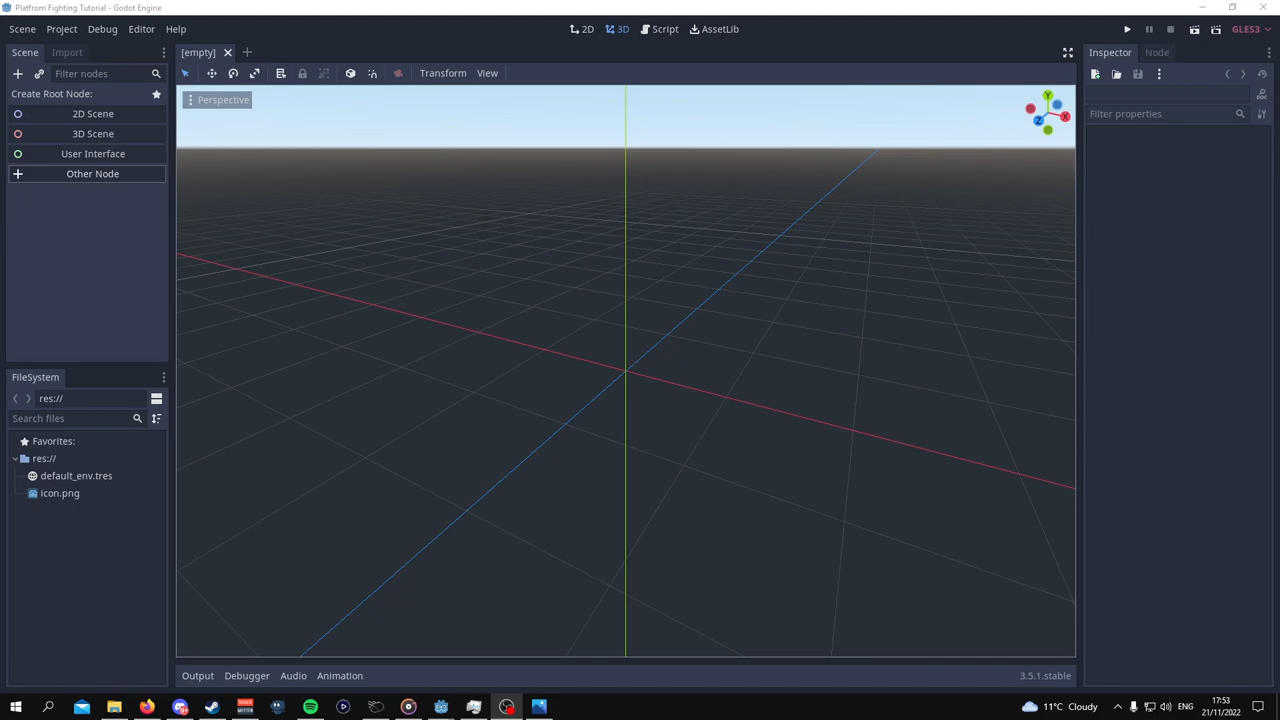 Platfrom Fighting Tutorial - Godot Engine
Scene Project Debug Editor Help
2D 3D Script AssetLib
GLES3
Scene Import
[empty]
Inspector Node
Filter nodes
Transform View
Create Root Node:
Perspective
2D Scene
3D Scene
User Interface
Other Node
Filter properties
DOC
Y
X
Z
FileSystem
res://
Search files
Favorites:
res://
default_env.tres
icon.png
Output Debugger Audio Animation
3.5.1.stable
11°C Cloudy
17:53
21/11/2022